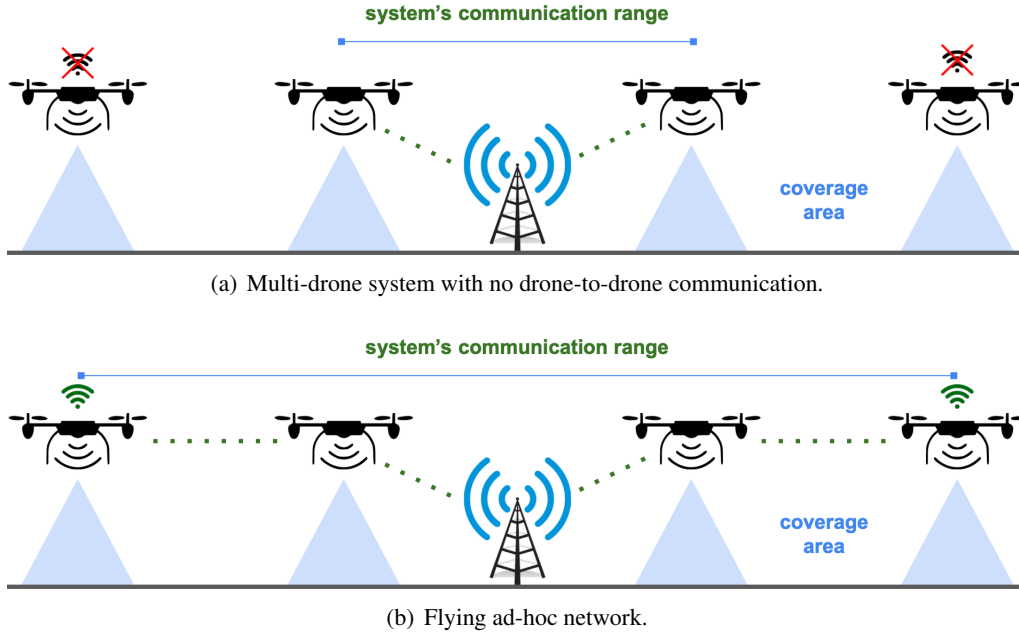 system's communication range
coverage
area
(a) Multi-drone system with no drone-to-drone communication.
system's communication range
coverage
area
(b) Flying ad-hoc network.